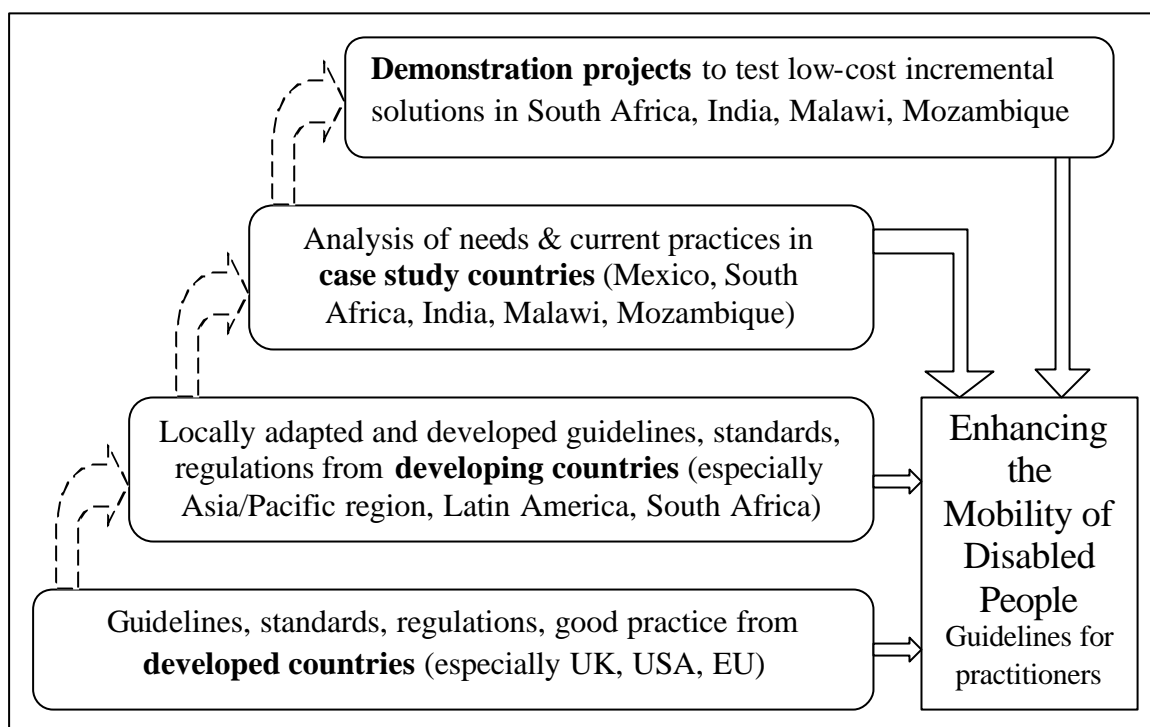 Demonstration projects to test low-cost incremental
solutions in South Africa, India, Malawi, Mozambique
Analysis of needs & current practices in
case study countries (Mexico, South
Africa, India, Malawi, Mozambique)
Locally adapted and developed guidelines, standards,
regulations from developing countries (especially
Asia/Pacific region, Latin America, South Africa)
Guidelines, standards, regulations, good practice from
developed countries (especially UK, USA, EU)
Enhancing
the
Mobility of
Disabled
People
Guidelines for
practitioners